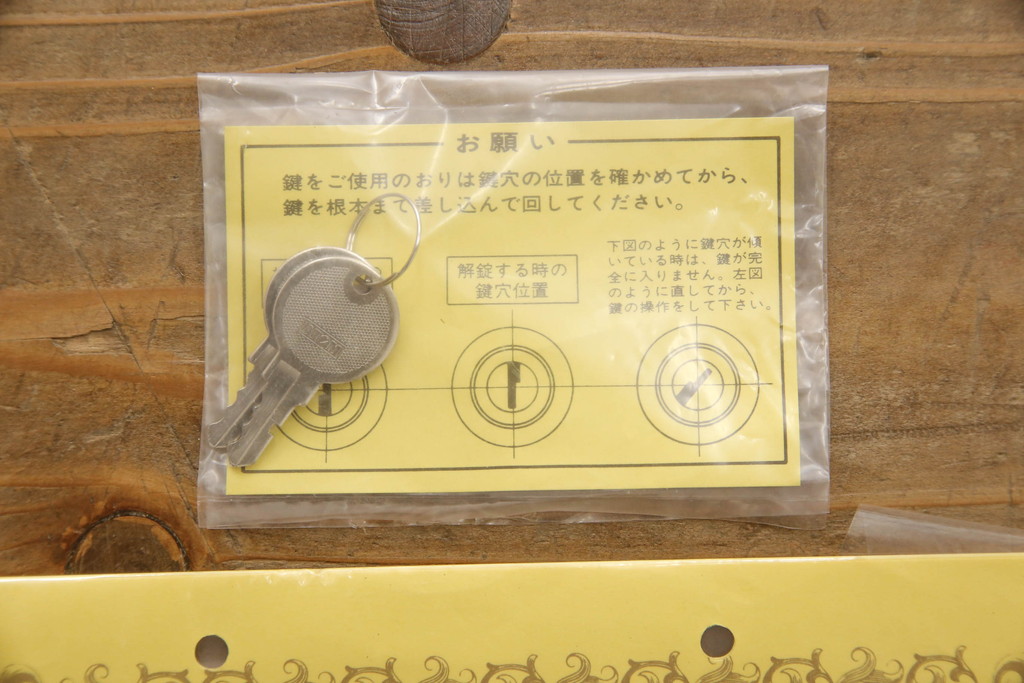 お願い
鍵をご使用のおりは鍵穴の位置を確かめてから、
鍵を根本まで差し込んで回してください。
解錠する時の
鍵穴位置
下図のように鍵穴が傾
いている時は、鍵が完
全に入りません。左図
のように直してから、
鍵の操作をして下さい。